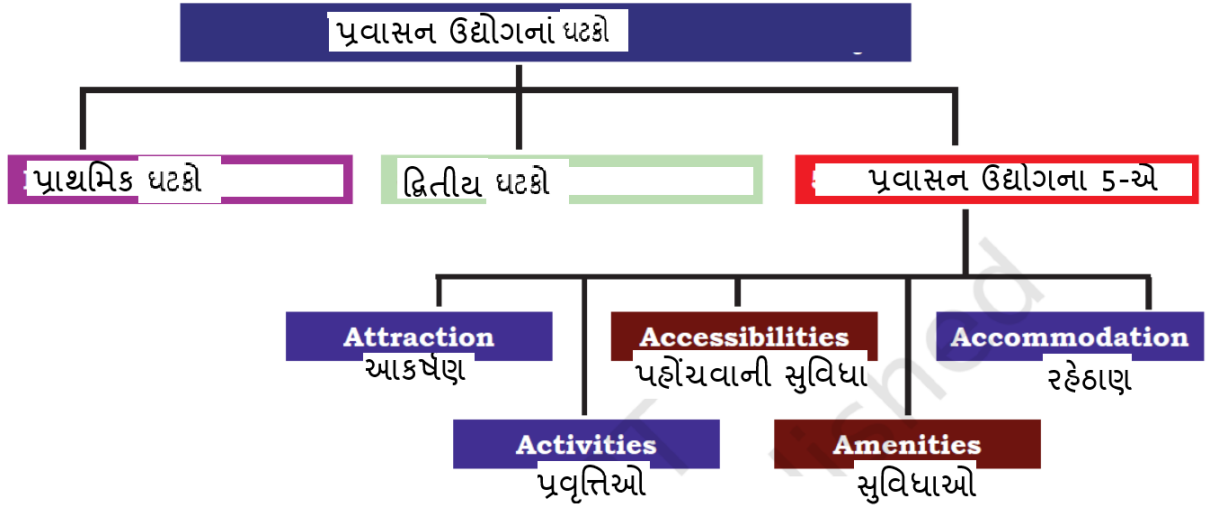 પ્રવાસન ઉદ્યોગનાં ઘટકો
પ્રાથમિક ઘટકો
દ્વિતીય ઘટકો
પ્રવાસન ઉદ્યોગના 5-એ
Attraction
આકર્ષણ
Accessibilities
પહોંચવાની સુવિધા
Accommodation
રહેઠાણ
Activities
પ્રવૃત્તિઓ
Amenities
સુવિધાઓ